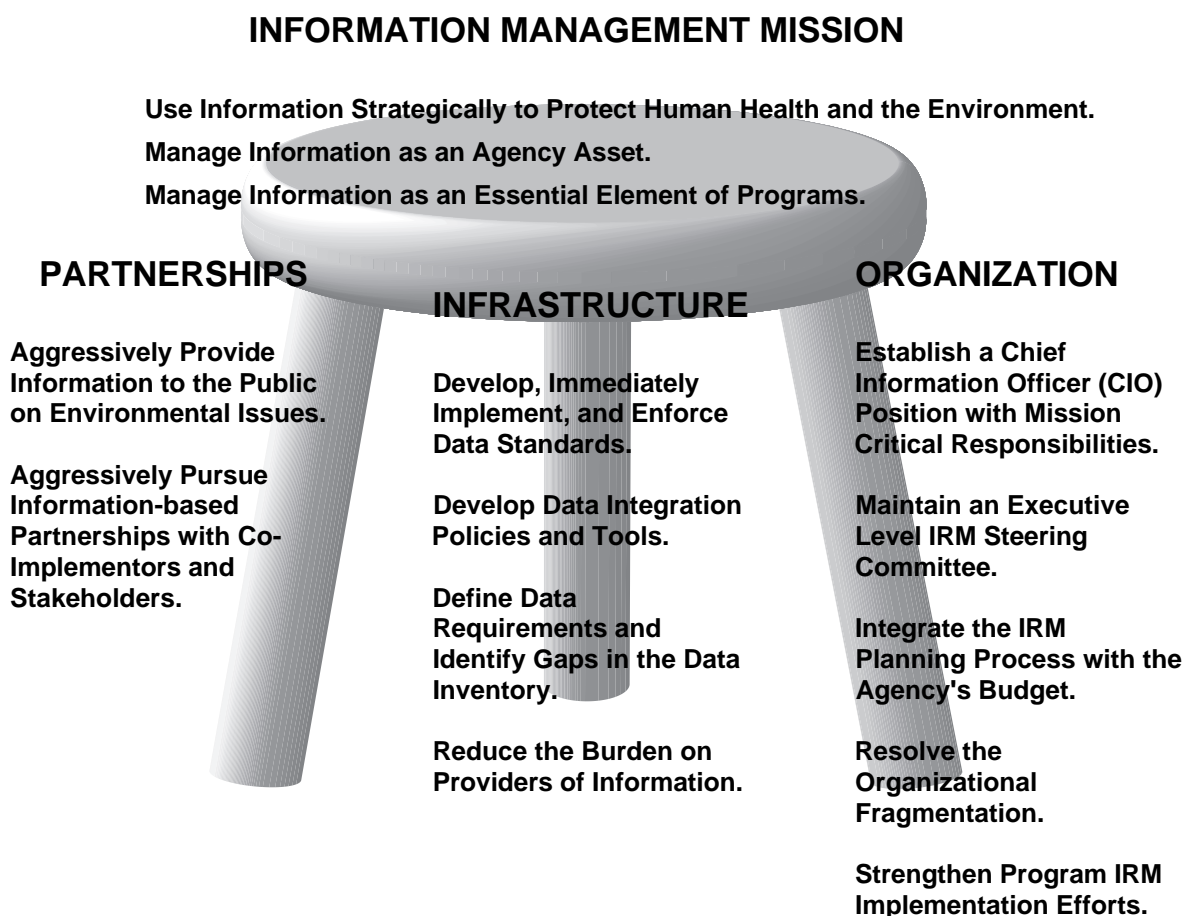 INFORMATION MANAGEMENT MISSION
Use Information Strategically to Protect Human Health and the Environment.
Manage Information as an Agency Asset.
Manage Information as an Essential Element of Programs.
PARTNERSHIPS
Aggressively Provide
Information to the Public
on Environmental Issues.
Aggressively Pursue
Information-based
Partnerships with Co-
Implementors and
Stakeholders.
INFRASTRUCTURE
Develop, Immediately
Implement, and Enforce
Data Standards.
Develop Data Integration
Policies and Tools.
Define Data
Requirements and
Identify Gaps in the Data
Inventory.
Reduce the Burden on
Providers of Information.
ORGANIZATION
Establish a Chief
Information Officer (CIO)
Position with Mission
Critical Responsibilities.
Maintain an Executive
Level IRM Steering
Committee.
Integrate the IRM
Planning Process with the
Agency's Budget.
Resolve the
Organizational
Fragmentation.
Strengthen Program IRM
Implementation Efforts.